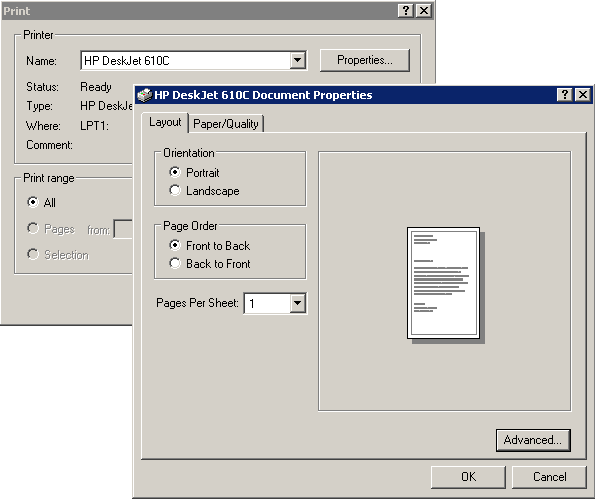 Print
Printer
Name: HP DeskJet 610C Properties...
Status: Ready
Type: HP DeskJe
Where: LPT1:
Comment:
Print range
All
Pages from:
Selection
HP DeskJet 610C Document Properties
Layout Paper/Quality
Orientation
Portrait
Landscape
Page Order
Front to Back
Back to Front
Pages Per Sheet: 1
Advanced...
OK Cancel